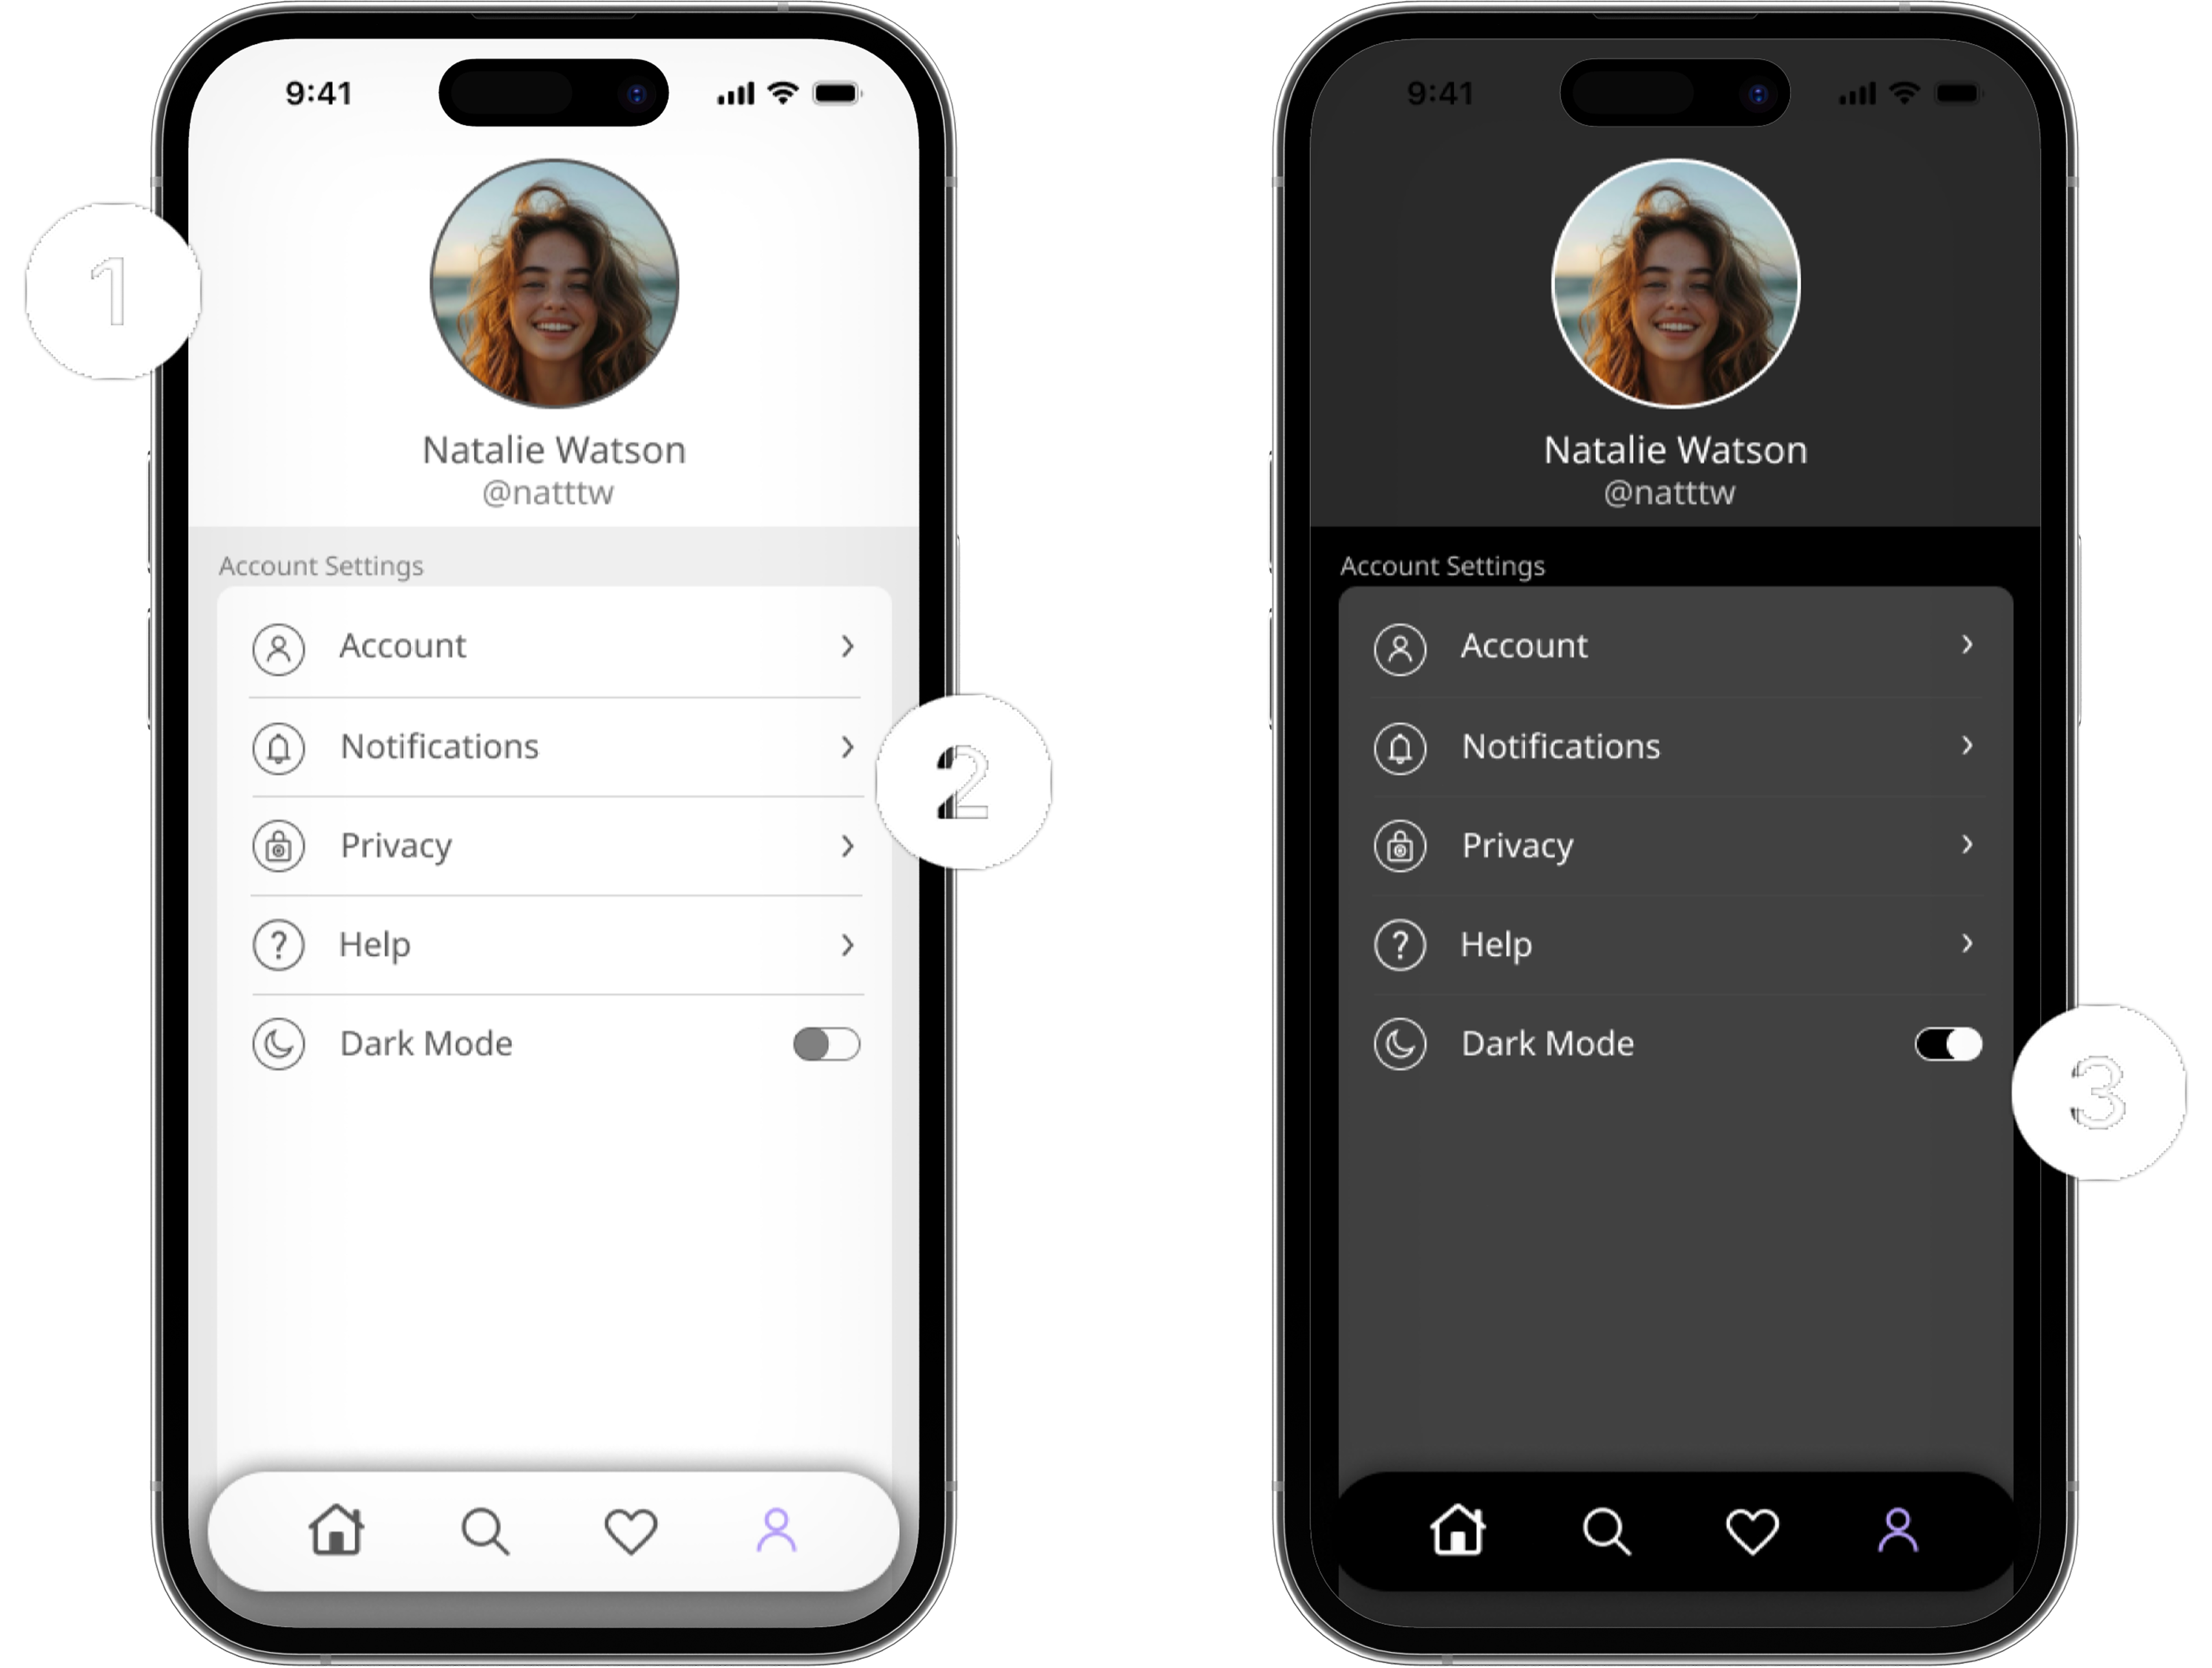 9:41
1
Natalie Watson
@natttw
Account Settings
Account
Notifications
2
Privacy
Help
Dark Mode
9:41
Natalie Watson
@natttw
Account Settings
Account
Notifications
Privacy
Help
Dark Mode
3